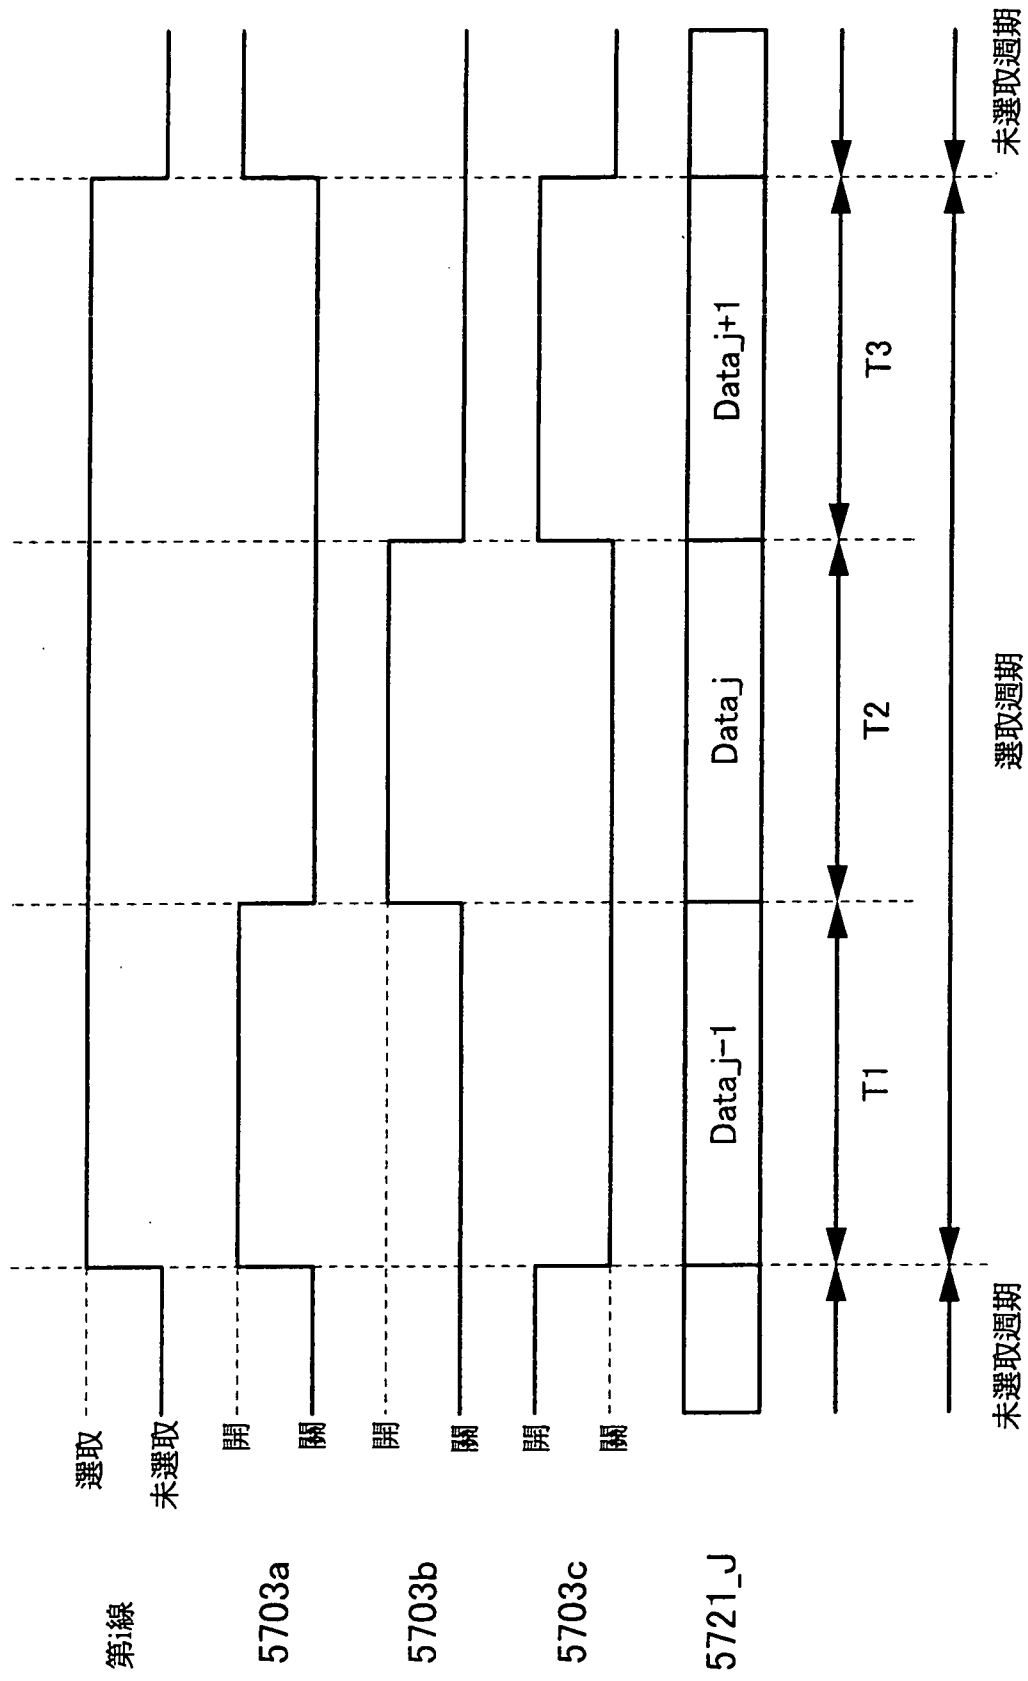 第i線
選取
未選取
5703a
開
關
5703b
開
關
5703c
開
關
5721_J
Data_j-1
Data_j
Data_j+1
T1
T2
T3
未選取週期
選取週期
未選取週期